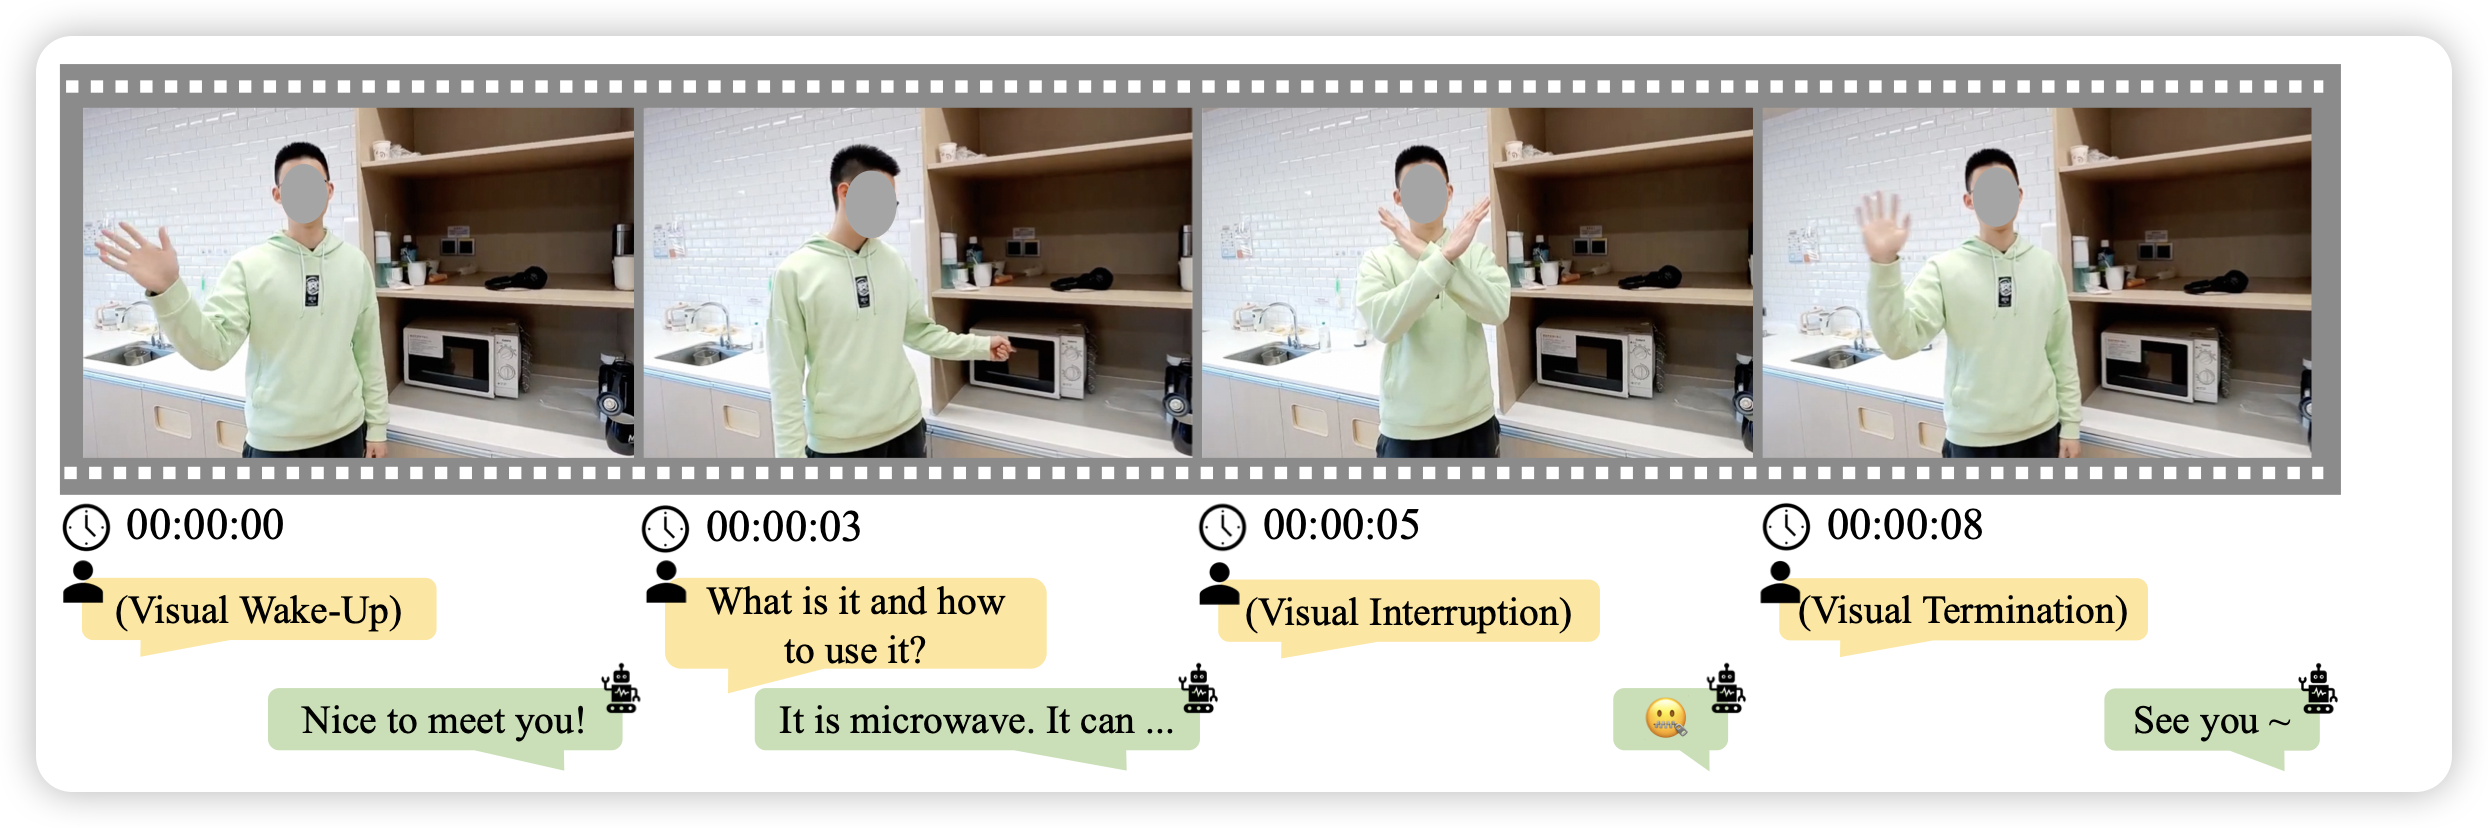 00:00:00
(Visual Wake-Up)
Nice to meet you!
00:00:03
What is it and how
to use it?
It is microwave. It can ...
00:00:05
(Visual Interruption)
00:00:08
(Visual Termination)
See you ~